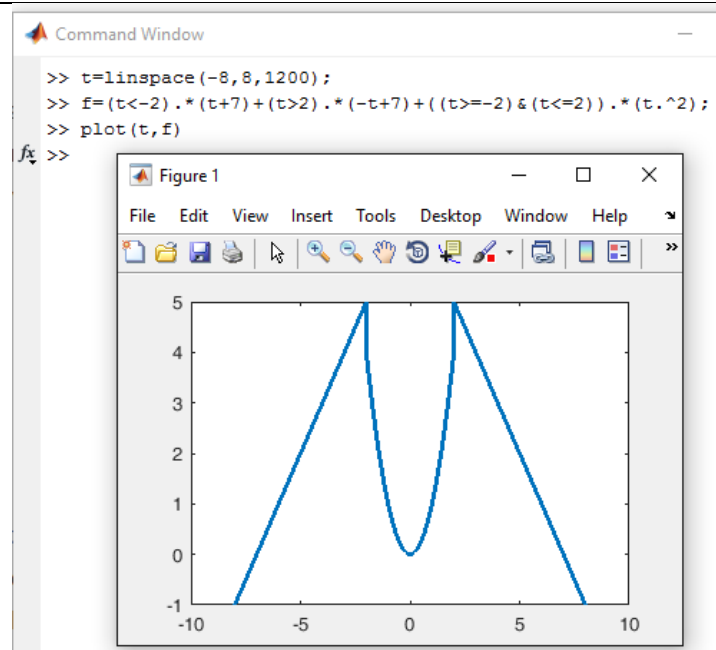 Command Window
>> t=linspace(-8,8,1200);
>> f=(t<-2).*(t+7)+(t>2).*(-t+7)+((t>=-2)&(t<=2)).*(t.^2);
>> plot(t,f)
fx >>
Figure 1
File Edit View Insert Tools Desktop Window Help
5
4
3
2
1
0
-1
-10 -5 0 5 10